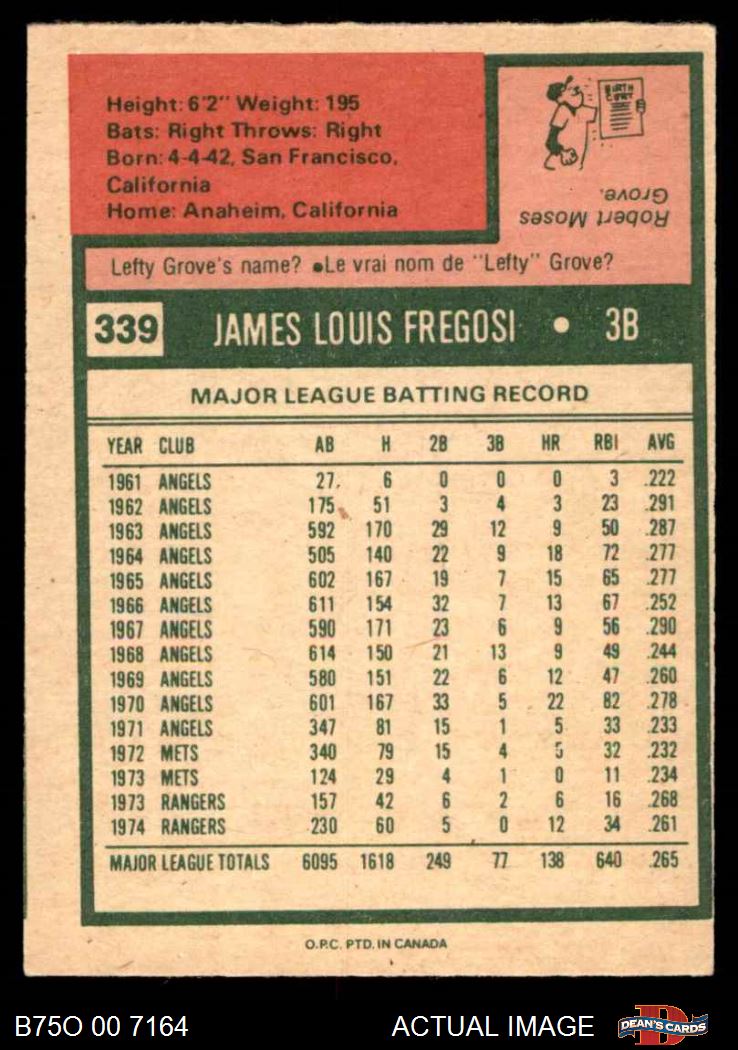 Height: 6'2" Weight: 195
Bats: Right Throws: Right
Born: 4-4-42, San Francisco,
California
Home: Anaheim, California
BIRTH
CERT
Robert Moses
Grove.
Lefty Grove's name? •Le vrai nom de "Lefty" Grove?
339 JAMES LOUIS FREGOSI • 3B
MAJOR LEAGUE BATTING RECORD
YEAR CLUB AB H 2B 3B HR RBI AVG
1961 ANGELS 27 6 0 0 0 3 .222
1962 ANGELS 175 51 3 4 3 23 .291
1963 ANGELS 592 170 29 12 9 50 .287
1964 ANGELS 505 140 22 9 18 72 .277
1965 ANGELS 602 167 19 7 15 65 .277
1966 ANGELS 611 154 32 7 13 67 .252
1967 ANGELS 590 171 23 6 9 56 .290
1968 ANGELS 614 150 21 13 9 49 .244
1969 ANGELS 580 151 22 6 12 47 .260
1970 ANGELS 601 167 33 5 22 82 .278
1971 ANGELS 347 81 15 1 5 33 .233
1972 METS 340 79 15 4 5 32 .232
1973 METS 124 29 4 1 0 11 .234
1973 RANGERS 157 42 6 2 6 16 .268
1974 RANGERS 230 60 5 0 12 34 .261
MAJOR LEAGUE TOTALS 6095 1618 249 77 138 640 .265
O.P.C. PTD. IN CANADA
B75O 00 7164 ACTUAL IMAGE DEAN'S CARDS